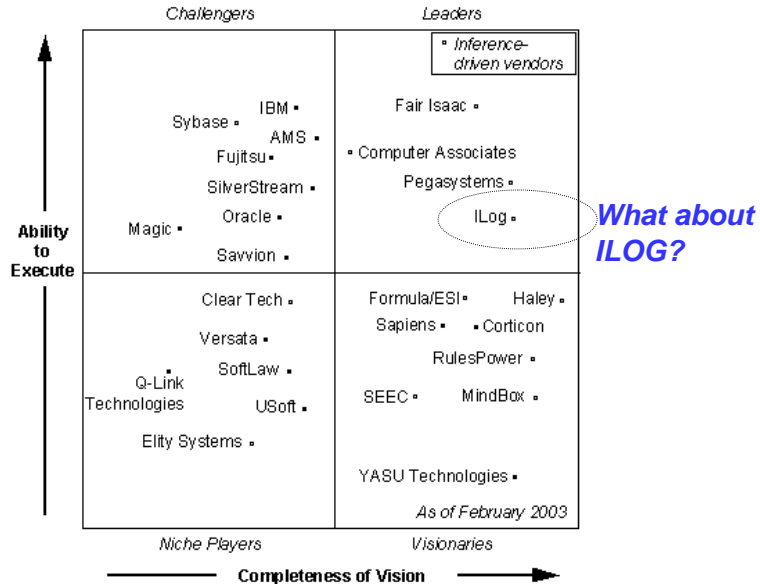 Challengers
Leaders
Inference-
driven vendors
IBM
Fair Isaac
Sybase
AMS
Fujitsu
Computer Associates
SilverStream
Pegasystems
Oracle
ILog
What about
ILOG?
Magic
Ability
to
Execute
Savvion
Clear Tech
Formula/ESI
Haley
Sapiens
Corticon
Versata
RulesPower
SoftLaw
Q-Link
Technologies
SEEC
MindBox
USoft
Elity Systems
YASU Technologies
As of February 2003
Niche Players
Visionaries
Completeness of Vision